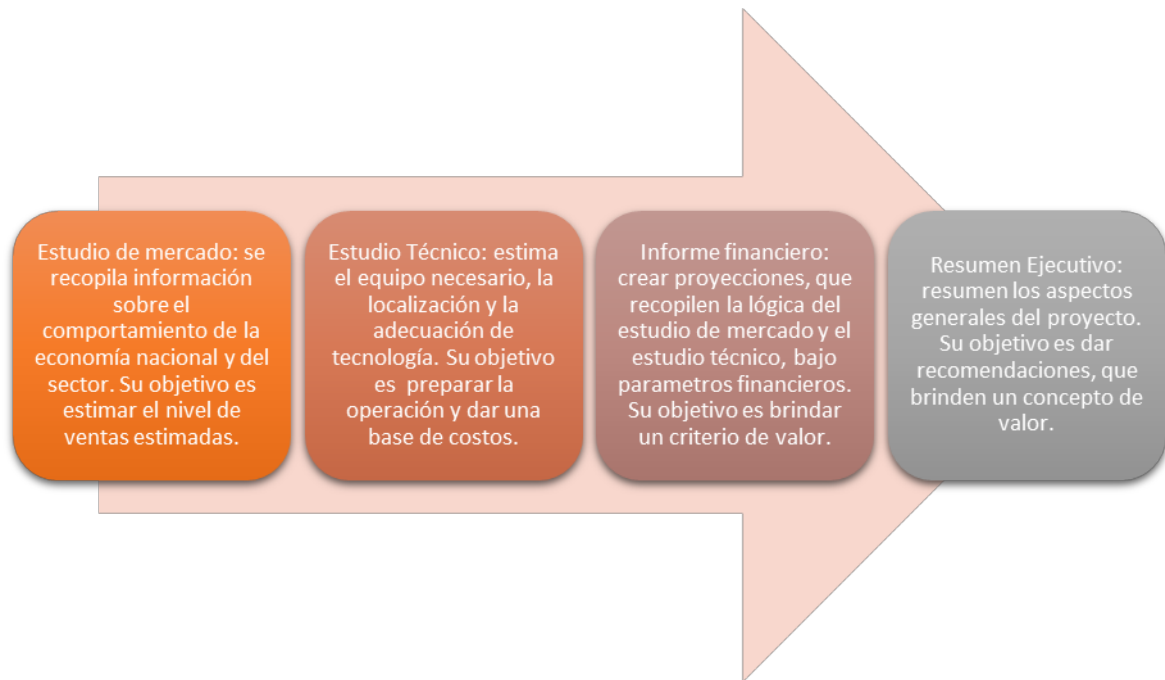 Estudio de mercado: se
recopila información
sobre el
comportamiento de la
economía nacional y del
sector. Su objetivo es
estimar el nivel de
ventas estimadas.
Estudio Técnico: estima
el equipo necesario, la
localización y la
adecuación de
tecnología. Su objetivo
es preparar la
operación y dar una
base de costos.
Informe financiero:
crear proyecciones, que
recopilen la lógica del
estudio de mercado y el
estudio técnico, bajo
parametros financieros.
Su objetivo es brindar
un criterio de valor.
Resumen Ejecutivo:
resumen los aspectos
generales del proyecto.
Su objetivo es dar
recomendaciones, que
brinden un concepto de
valor.